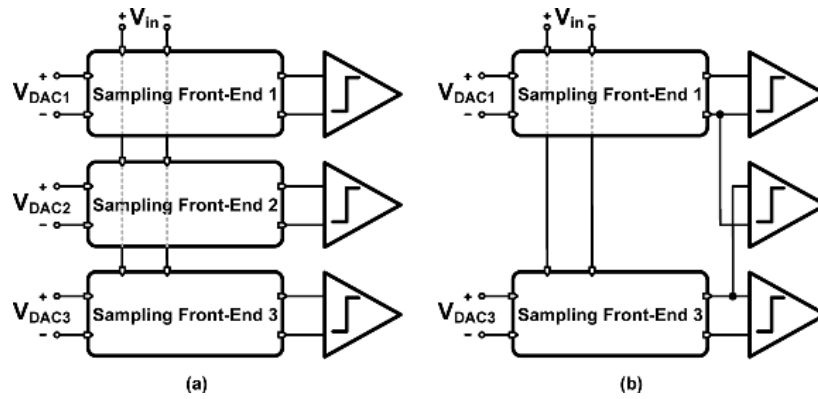 + Vin −
+ VDAC1 −
Sampling Front-End 1
+ VDAC2 −
Sampling Front-End 2
+ VDAC3 −
Sampling Front-End 3
(a)
+ Vin −
+ VDAC1 −
Sampling Front-End 1
+ VDAC3 −
Sampling Front-End 3
(b)